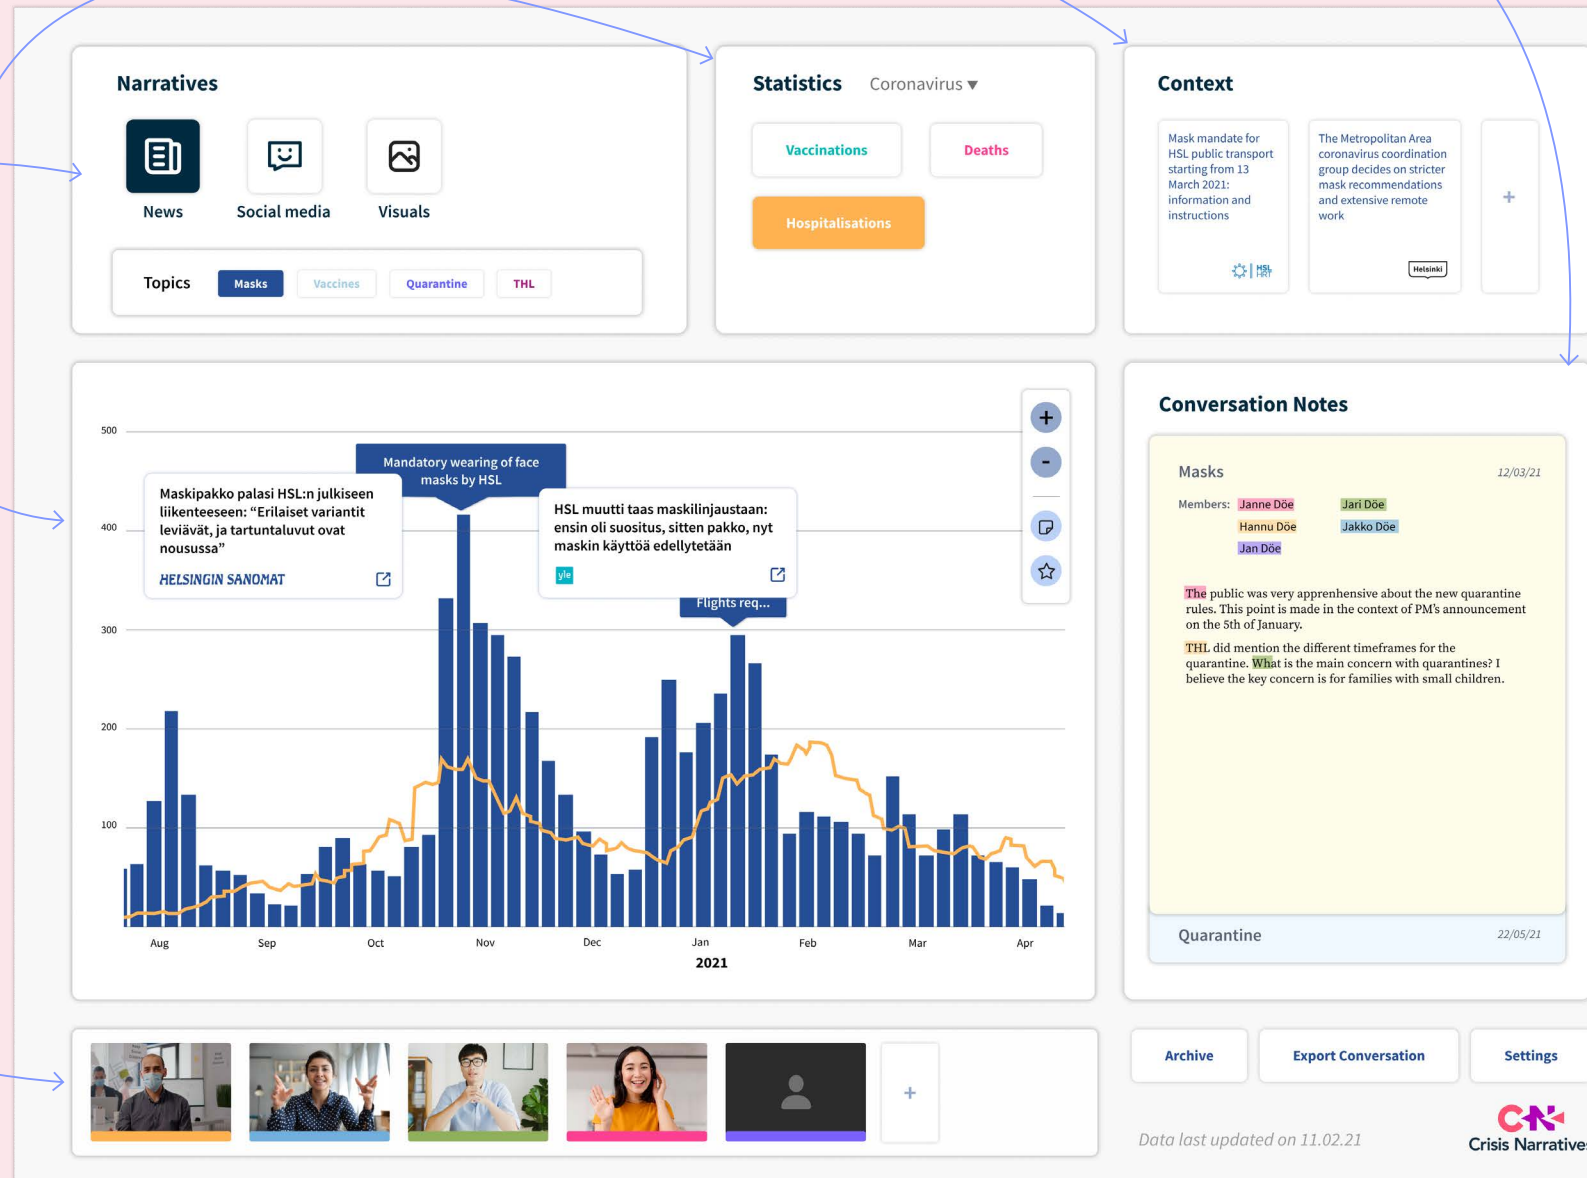 Narratives
News
Social media
Visuals
Topics
Masks
Vaccines
Quarantine
THL
Statistics
Coronavirus ▼
Vaccinations
Deaths
Hospitalisations
Context
Mask mandate for
HSL public transport
starting from 13
March 2021:
information and
instructions
HSL
HRT
The Metropolitan Area
coronavirus coordination
group decides on stricter
mask recommendations
and extensive remote
work
Helsinki
+
500
400
300
200
100
Mandatory wearing of face
masks by HSL
Maskipakko palasi HSL:n julkiseen
liikenteeseen: “Erilaiset variantit
leviävät, ja tartuntaluvut ovat
nousussa”
HELSINGIN SANOMAT
HSL muutti taas maskilinjaustaan:
ensin oli suositus, sitten pakko, nyt
maskin käyttöä edellytetään
yle
Flights req...
+
-
Aug
Sep
Oct
Nov
Dec
Jan
Feb
Mar
Apr
2021
Conversation Notes
Masks
12/03/21
Members:
Janne Döe
Jari Döe
Hannu Döe
Jakko Döe
Jan Döe
The public was very apprenhensive about the new quarantine
rules. This point is made in the context of PM's announcement
on the 5th of January.
THL did mention the different timeframes for the
quarantine. What is the main concern with quarantines? I
believe the key concern is for families with small children.
Quarantine
22/05/21
+
Archive
Export Conversation
Settings
Data last updated on 11.02.21
CN
Crisis Narratives